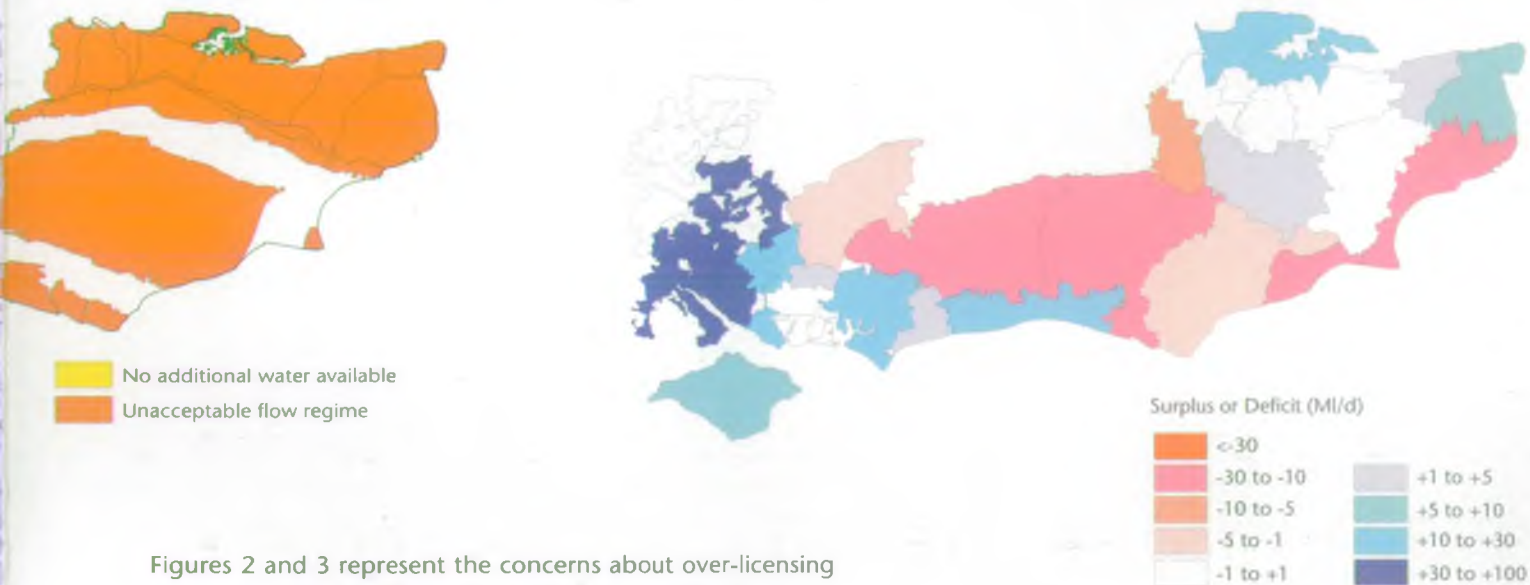 No additional water available
Unacceptable flow regime
Surplus or Deficit (Ml/d)
<-30
-30 to -10
-10 to -5
-5 to -1
-1 to +1
+1 to +5
+5 to +10
+10 to +30
+30 to +100
Figures 2 and 3 represent the concerns about over-licensing